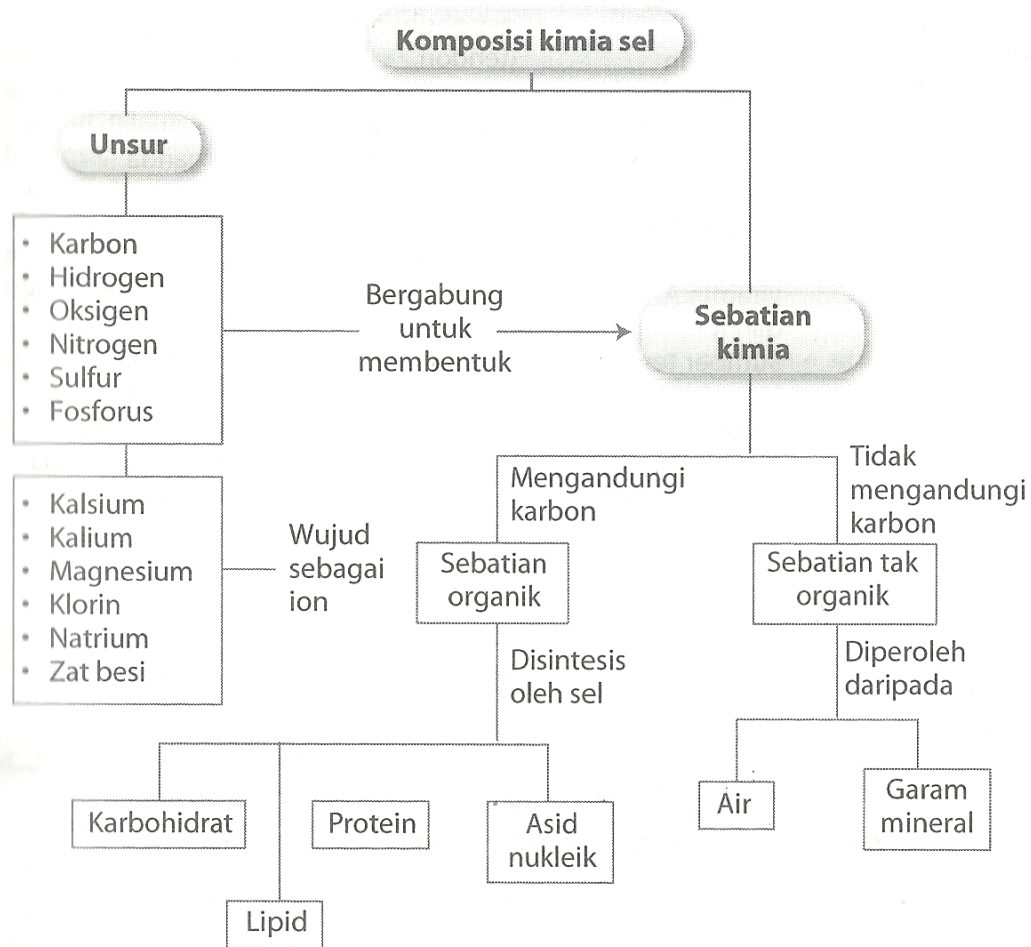 Komposisi kimia sel
Unsur
• Karbon
• Hidrogen
• Oksigen
• Nitrogen
• Sulfur
• Fosforus
Bergabung
untuk
membentuk
Sebatian
kimia
• Kalsium
• Kalium
• Magnesium
• Klorin
• Natrium
• Zat besi
Wujud
sebagai
ion
Mengandungi
karbon
Tidak
mengandungi
karbon
Sebatian
organik
Sebatian tak
organik
Disintesis
oleh sel
Diperoleh
daripada
Karbohidrat
Protein
Asid
nukleik
Air
Garam
mineral
Lipid